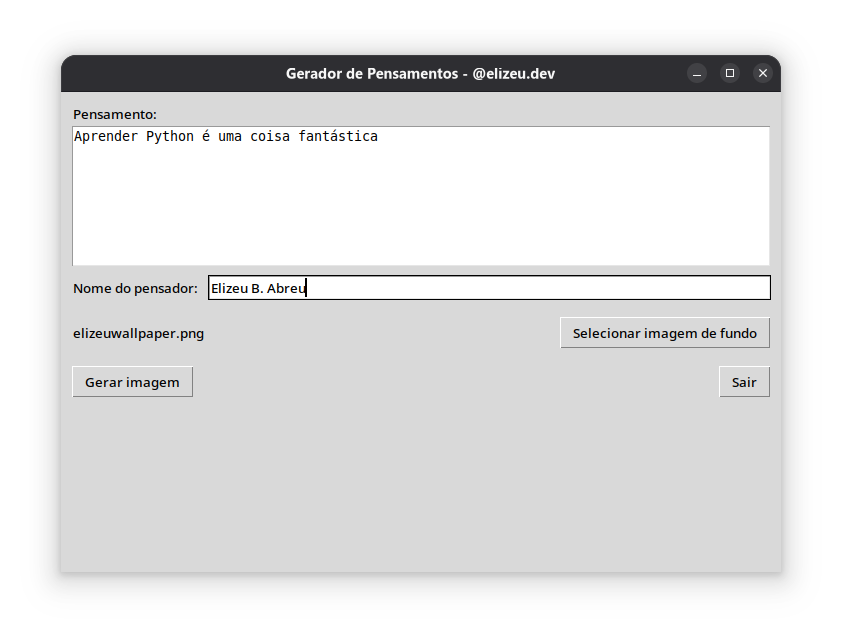 Gerador de Pensamentos - @elizeu.dev
Pensamento:
Aprender Python é uma coisa fantástica
Nome do pensador: Elizeu B. Abreu
elizeuwallpaper.png Selecionar imagem de fundo
Gerar imagem Sair